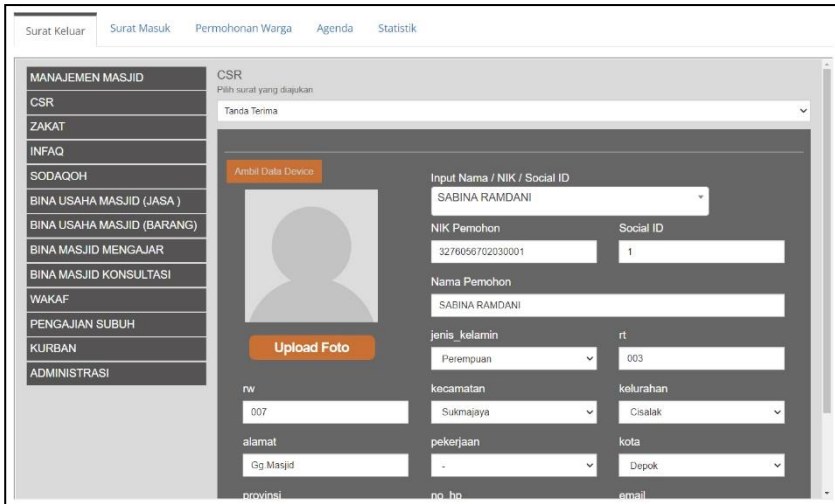 Surat Keluar Surat Masuk Permohonan Warga Agenda Statistik
MANAJEMEN MASJID
CSR
ZAKAT
INFAQ
SODAQOH
BINA USAHA MASJID (JASA )
BINA USAHA MASJID (BARANG)
BINA MASJID MENGAJAR
BINA MASJID KONSULTASI
WAKAF
PENGAJIAN SUBUH
KURBAN
ADMINISTRASI
CSR
Pilih surat yang diajukan
Tanda Terima
Ambil Data Device
Upload Foto
Input Nama / NIK / Social ID
SABINA RAMDANI
NIK Pemohon Social ID
3276056702030001 1
Nama Pemohon
SABINA RAMDANI
jenis_kelamin rt
Perempuan 003
rw kecamatan kelurahan
007 Sukmajaya Cisalak
alamat pekerjaan kota
Gg.Masjid - Depok
provinsi no_hp email